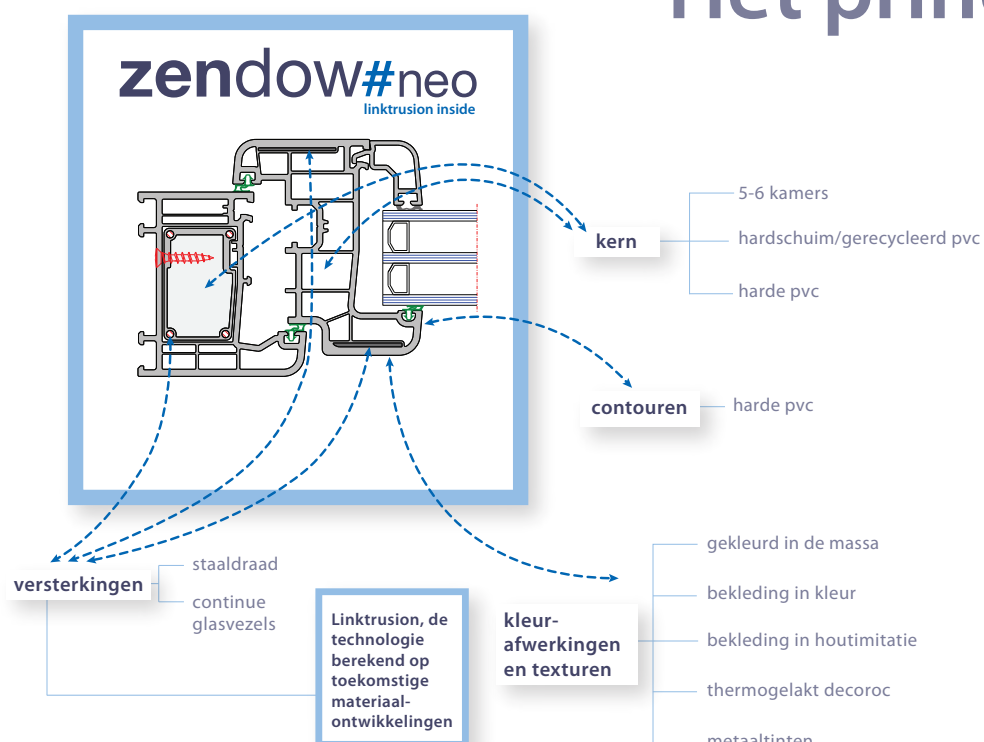 zendow#neo
linktrusion inside
kern
5-6 kamers
hardschuim/gerecycleerd pvc
harde pvc
contouren
harde pvc
versterkingen
staaldraad
continue
glasvezels
Linktrusion, de
technologie
berekend op
toekomstige
materiaal-
ontwikkelingen
kleur-
afwerkingen
en texturen
gekleurd in de massa
bekleding in kleur
bekleding in houtimitatie
thermogelakt decoroc
metaaltinten